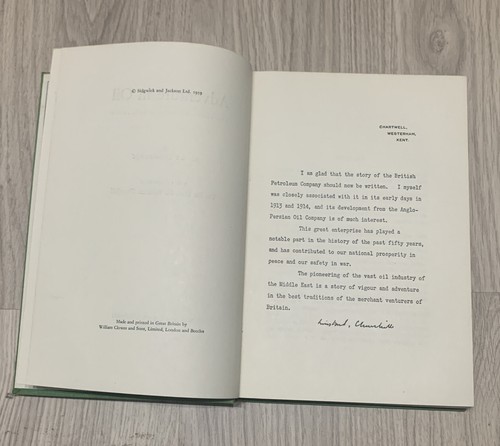 © Sidgwick and Jackson Ltd. 1959
Made and printed in Great Britain by
William Clowes and Sons, Limited, London and Beccles
CHARTWELL,
WESTERHAM,
KENT.
I am glad that the story of the British
Petroleum Company should now be written. I myself
was closely associated with it in its early days in
1913 and 1914, and its development from the Anglo-
Persian Oil Company is of much interest.
This great enterprise has played a
notable part in the history of the past fifty years,
and has contributed to our national prosperity in
peace and our safety in war.
The pioneering of the vast oil industry of
the Middle East is a story of vigour and adventure
in the best traditions of the merchant venturers of
Britain.
Winston S. Churchill